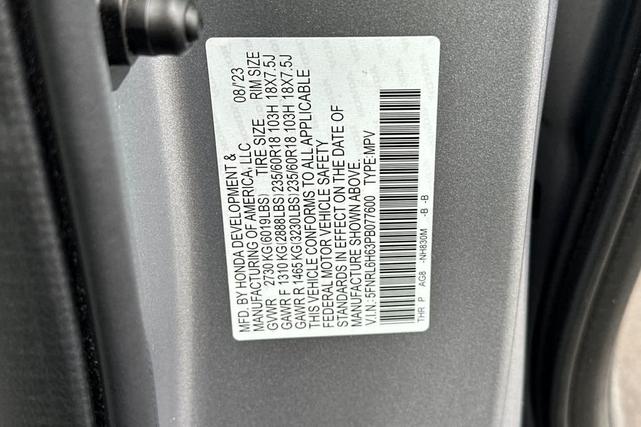 MFD. BY HONDA DEVELOPMENT &
MANUFACTURING OF AMERICA, LLC 08/23
GVWR 2730 KG(6019LBS) TIRE SIZE RIM SIZE
GAWR F 1310 KG(2888LBS) 235/60R18 103H 18X7.5J
GAWR R 1465 KG(3230LBS) 235/60R18 103H 18X7.5J
THIS VEHICLE CONFORMS TO ALL APPLICABLE
FEDERAL MOTOR VEHICLE SAFETY
STANDARDS IN EFFECT ON THE DATE OF
MANUFACTURE SHOWN ABOVE.
V.I.N.:5FNRL6H63PB077600 TYPE:MPV
THR P AG8 -NH830M -B -B